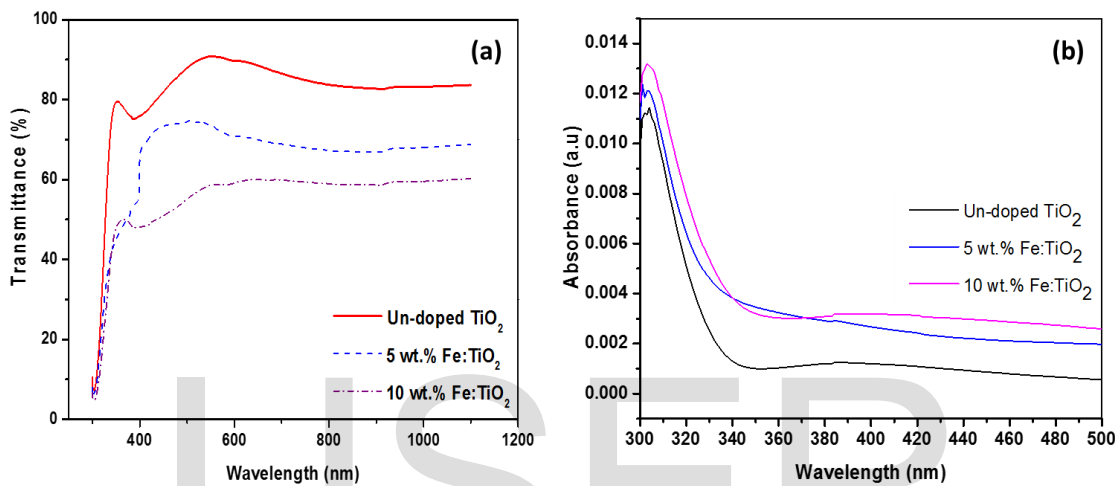 (a)
100
80
60
40
20
0
Transmittance (%)
Un-doped TiO2
5 wt.% Fe:TiO2
10 wt.% Fe:TiO2
400 600 800 1000 1200
Wavelength (nm)
(b)
0.014
0.012
0.010
0.008
0.006
0.004
0.002
0.000
Absorbance (a.u)
Un-doped TiO2
5 wt.% Fe:TiO2
10 wt.% Fe:TiO2
300 320 340 360 380 400 420 440 460 480 500
Wavelength (nm)
IJSER